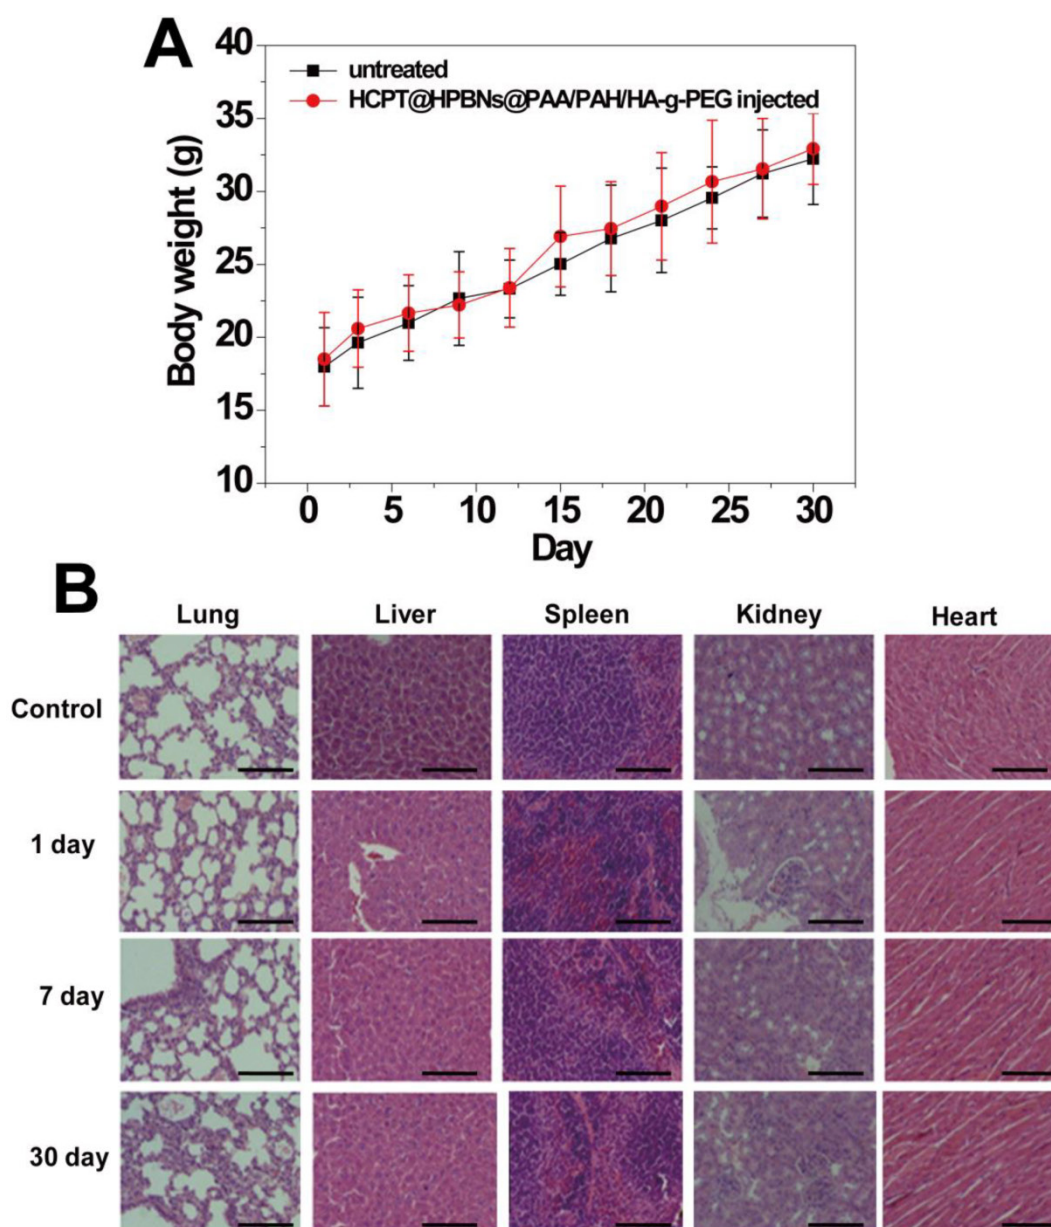 A
40
35
30
25
20
15
10
Body weight (g)
untreated
HCPT@HPBNs@PAA/PAH/HA-g-PEG injected
0 5 10 15 20 25 30
Day
B
Lung Liver Spleen Kidney Heart
Control
1 day
7 day
30 day